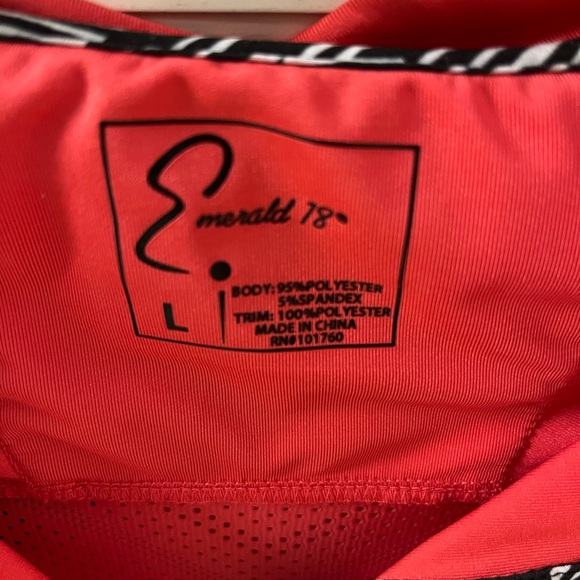 Emerald 18
L
BODY: 95%POLYESTER
5%SPANDEX
TRIM: 100%POLYESTER
MADE IN CHINA
RN#101760